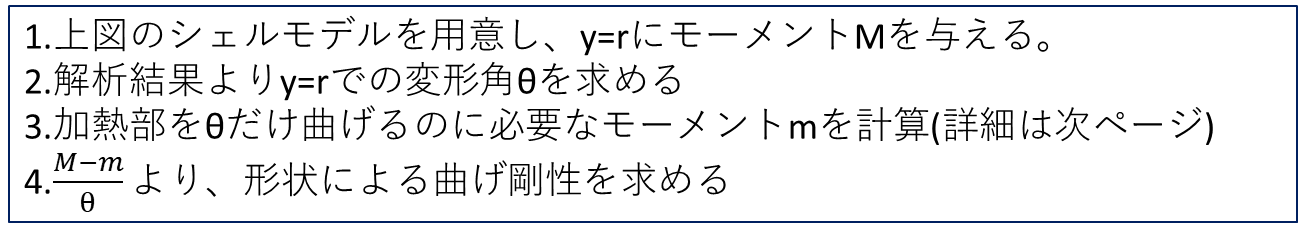 1.上図のシェルモデルを用意し、y=rにモーメントMを与える。
2.解析結果よりy=rでの変形角θを求める
3.加熱部をθだけ曲げるのに必要なモーメントmを計算(詳細は次ページ)
4.\frac{M−m}{θ} より、形状による曲げ剛性を求める